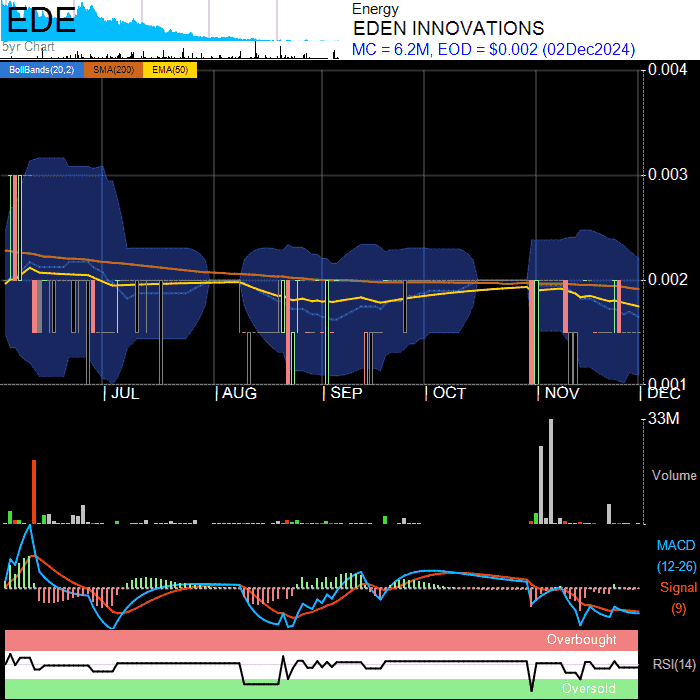 EDE
5yr Chart
Energy
EDEN INNOVATIONS
MC = 6.2M, EOD = $0.002 (02Dec2024)
BollBands(20,2) SMA(200) EMA(50)
0.004
0.003
0.002
0.001
JUL AUG SEP OCT NOV DEC
33M
Volume
MACD
(12-26)
Signal
(9)
Overbought
RSI(14)
Oversold